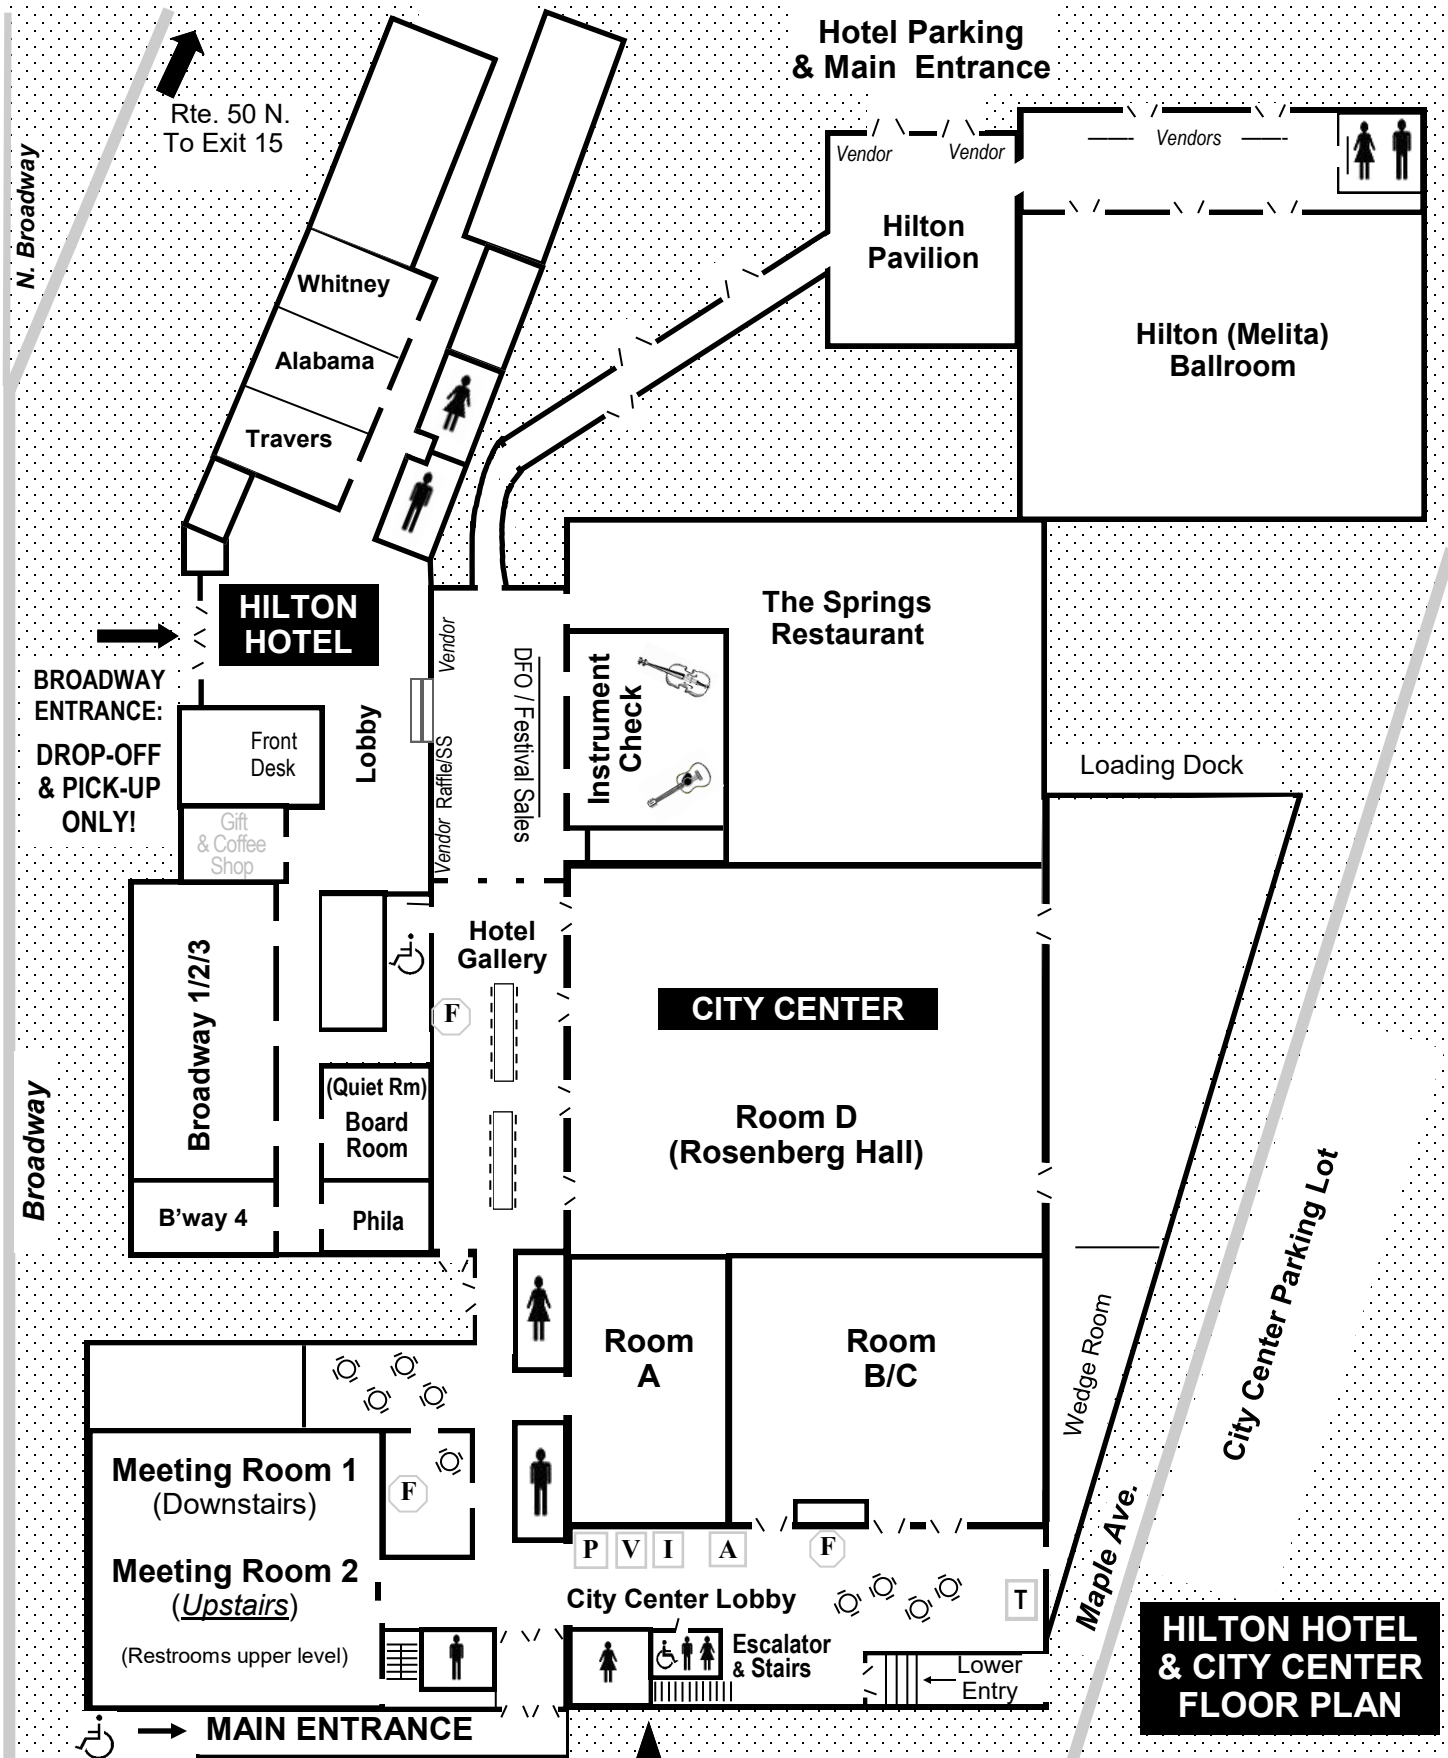 Hotel Parking
& Main Entrance
Rte. 50 N.
To Exit 15
N. Broadway
Vendor
Vendor
Vendors
Hilton
Pavilion
Hilton (Melita)
Ballroom
Whitney
Alabama
Travers
HILTON
HOTEL
BROADWAY
ENTRANCE:
DROP-OFF
& PICK-UP
ONLY!
Front
Desk
Lobby
Gift
& Coffee
Shop
Vendor
Raffle/SS
Vendor
DFO / Festival Sales
Instrument
Check
The Springs
Restaurant
Loading Dock
Hotel
Gallery
F
CITY CENTER
Room D
(Rosenberg Hall)
Broadway 1/2/3
(Quiet Rm)
Board
Room
B'way 4
Phila
Broadway
Room
A
Room
B/C
Wedge Room
City Center Parking Lot
Maple Ave.
Meeting Room 1
(Downstairs)
Meeting Room 2
(Upstairs)
(Restrooms upper level)
F
P V I A F
T
City Center Lobby
Escalator
& Stairs
Lower
Entry
MAIN ENTRANCE
HILTON HOTEL
& CITY CENTER
FLOOR PLAN